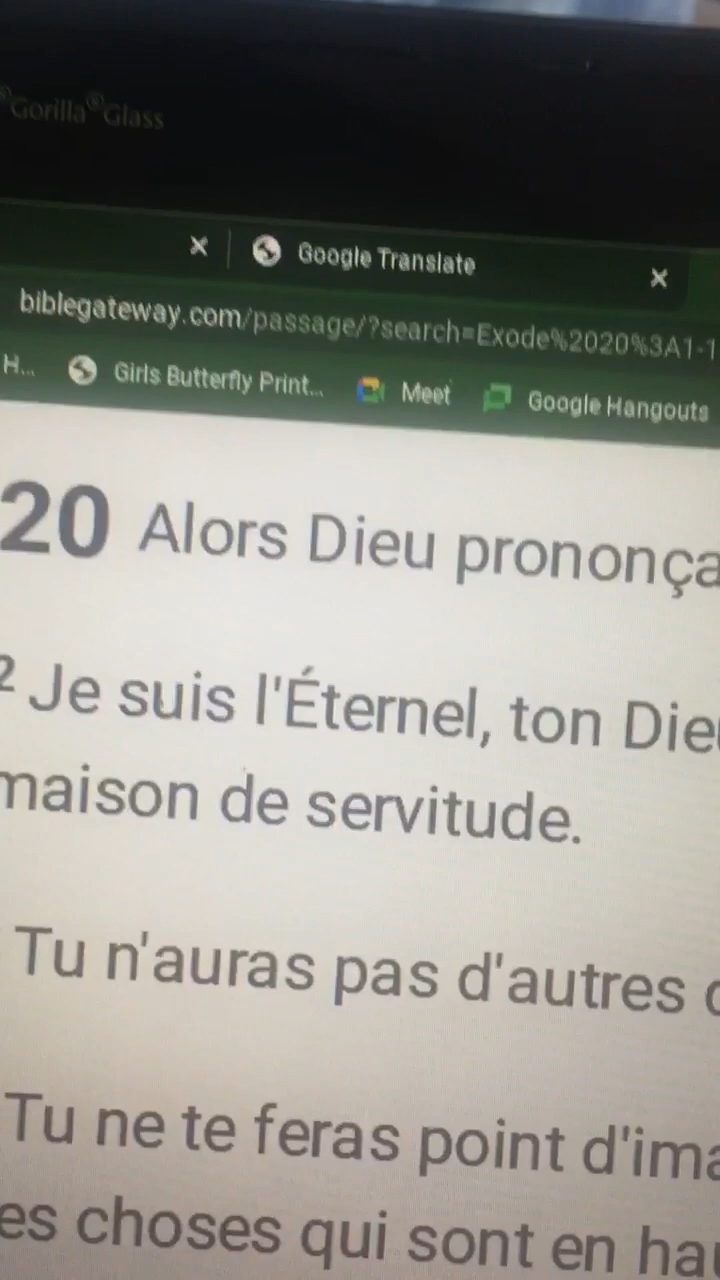 ®Gorilla®Glass
Google Translate
biblegateway.com/passage/?search=Exode%2020%3A1-1
H... Girls Butterfly Print... Meet Google Hangouts
20 Alors Dieu prononça
2 Je suis l'Éternel, ton Dieu
maison de servitude.
Tu n'auras pas d'autres
Tu ne te feras point d'ima
es choses qui sont en hau